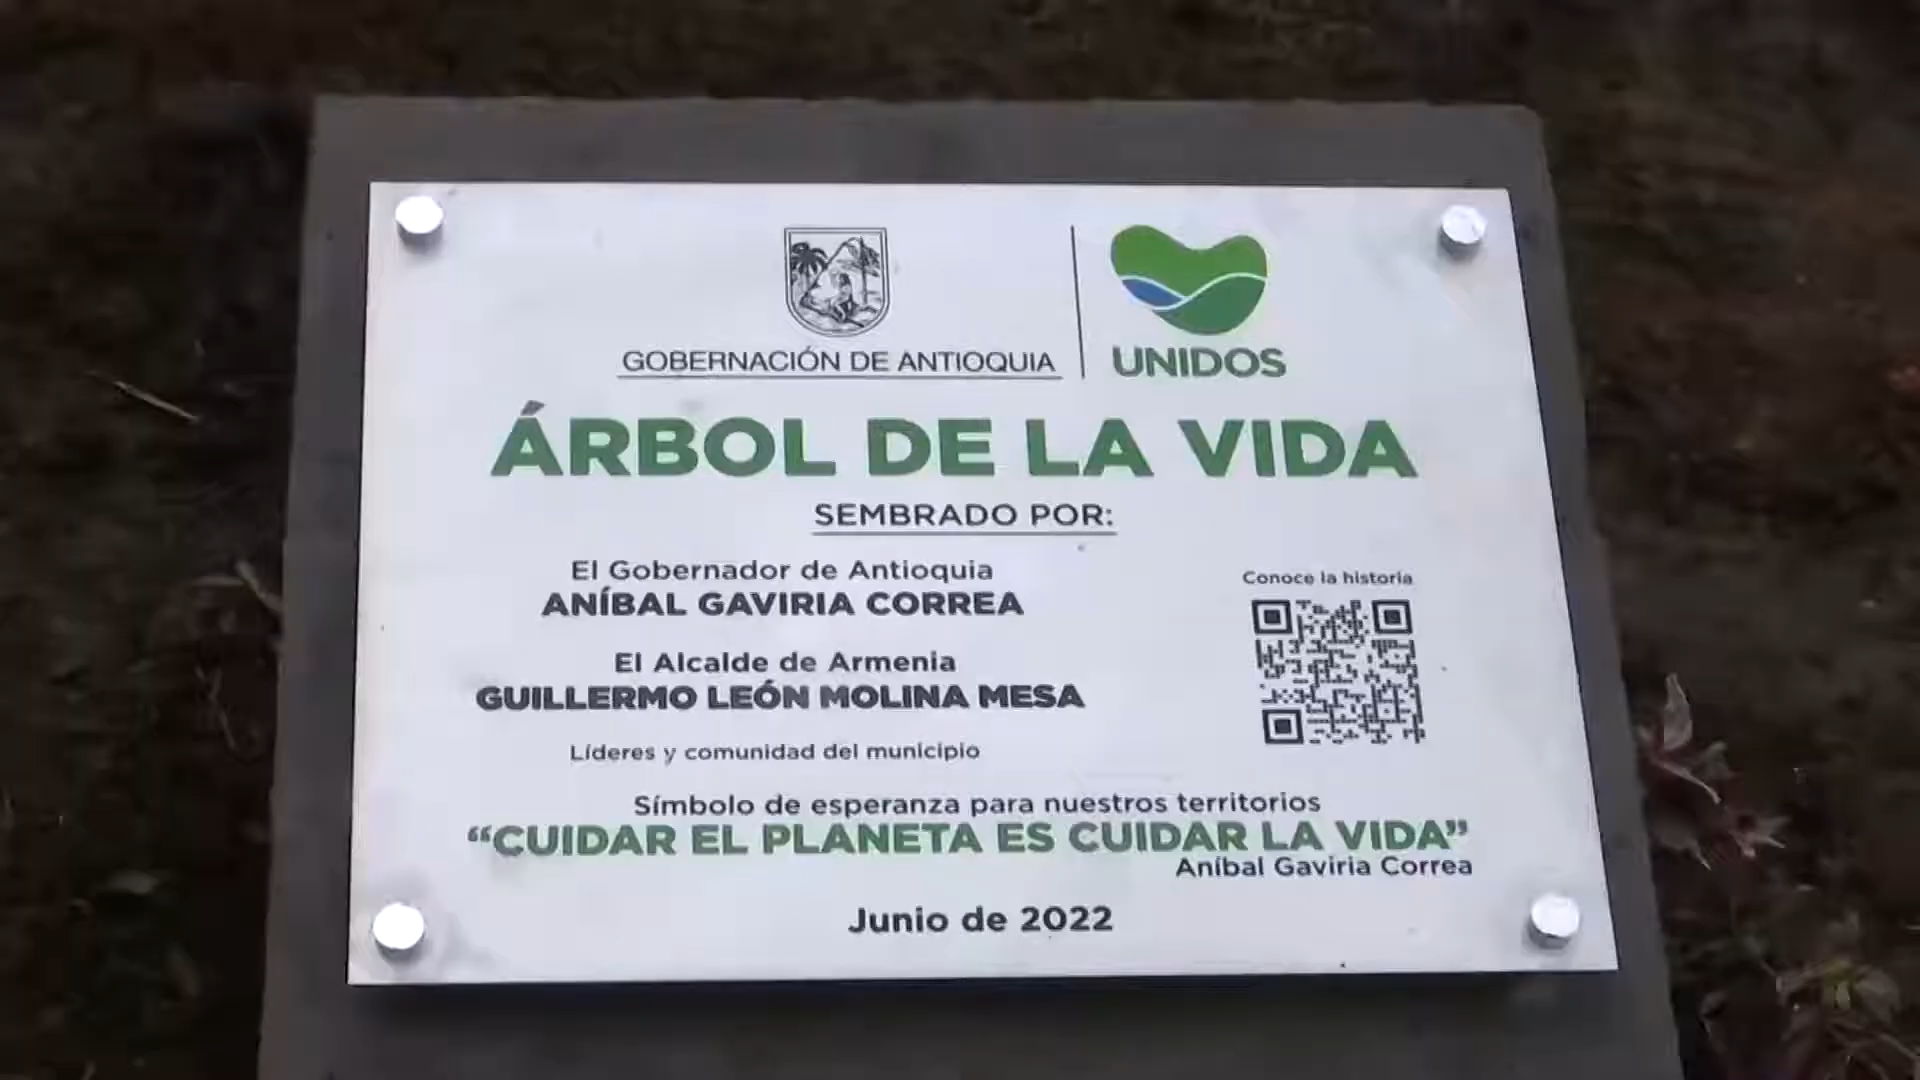 GOBERNACIÓN DE ANTIOQUIA
UNIDOS
ÁRBOL DE LA VIDA
SEMBRADO POR:
El Gobernador de Antioquia
ANÍBAL GAVIRIA CORREA
El Alcalde de Armenia
GUILLERMO LEÓN MOLINA MESA
Líderes y comunidad del municipio
Conoce la historia
Símbolo de esperanza para nuestros territorios
“CUIDAR EL PLANETA ES CUIDAR LA VIDA”
Aníbal Gaviria Correa
Junio de 2022